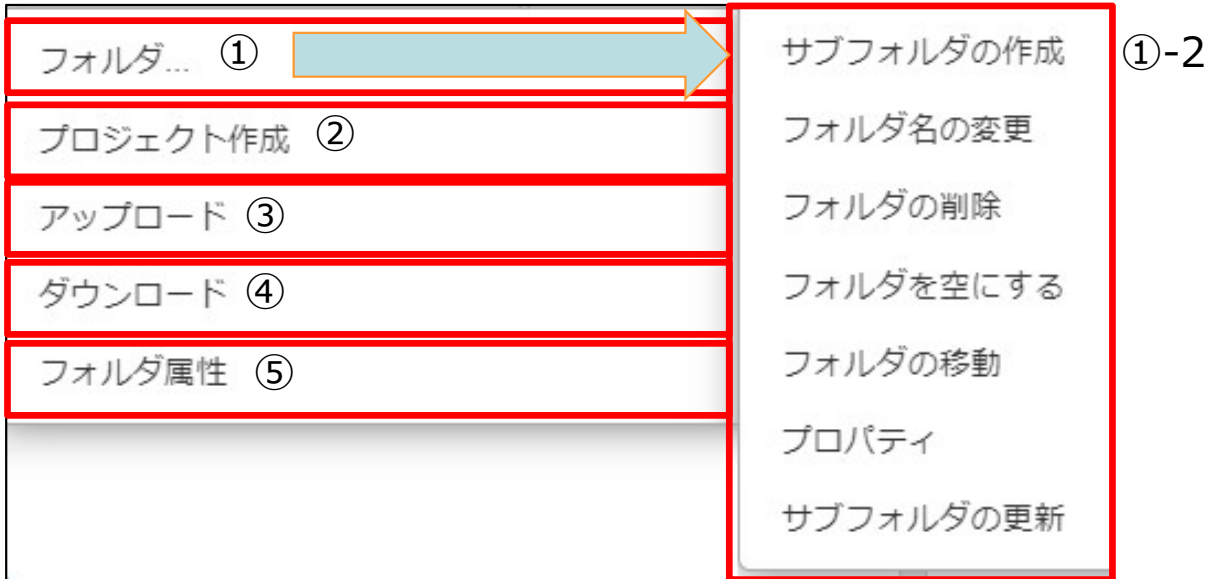 フォルダ... ①
プロジェクト作成 ②
アップロード ③
ダウンロード ④
フォルダ属性 ⑤
サブフォルダの作成
フォルダ名の変更
フォルダの削除
フォルダを空にする
フォルダの移動
プロパティ
サブフォルダの更新
①-2